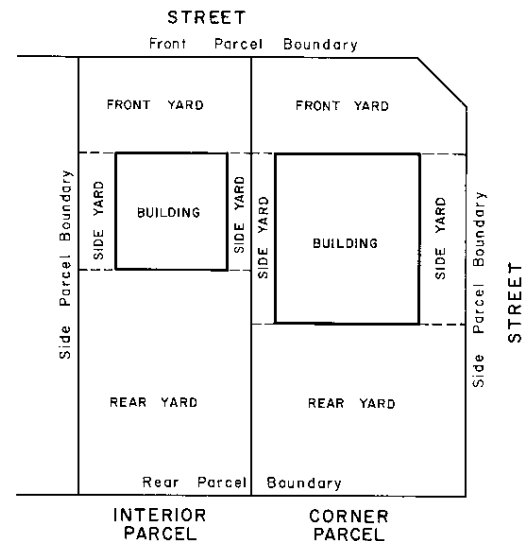 STREET
Front Parcel Boundary
FRONT YARD
FRONT YARD
Side Parcel Boundary
SIDE YARD
BUILDING
SIDE YARD
SIDE YARD
BUILDING
SIDE YARD
Side Parcel Boundary
STREET
REAR YARD
REAR YARD
Rear Parcel Boundary
INTERIOR
PARCEL
CORNER
PARCEL